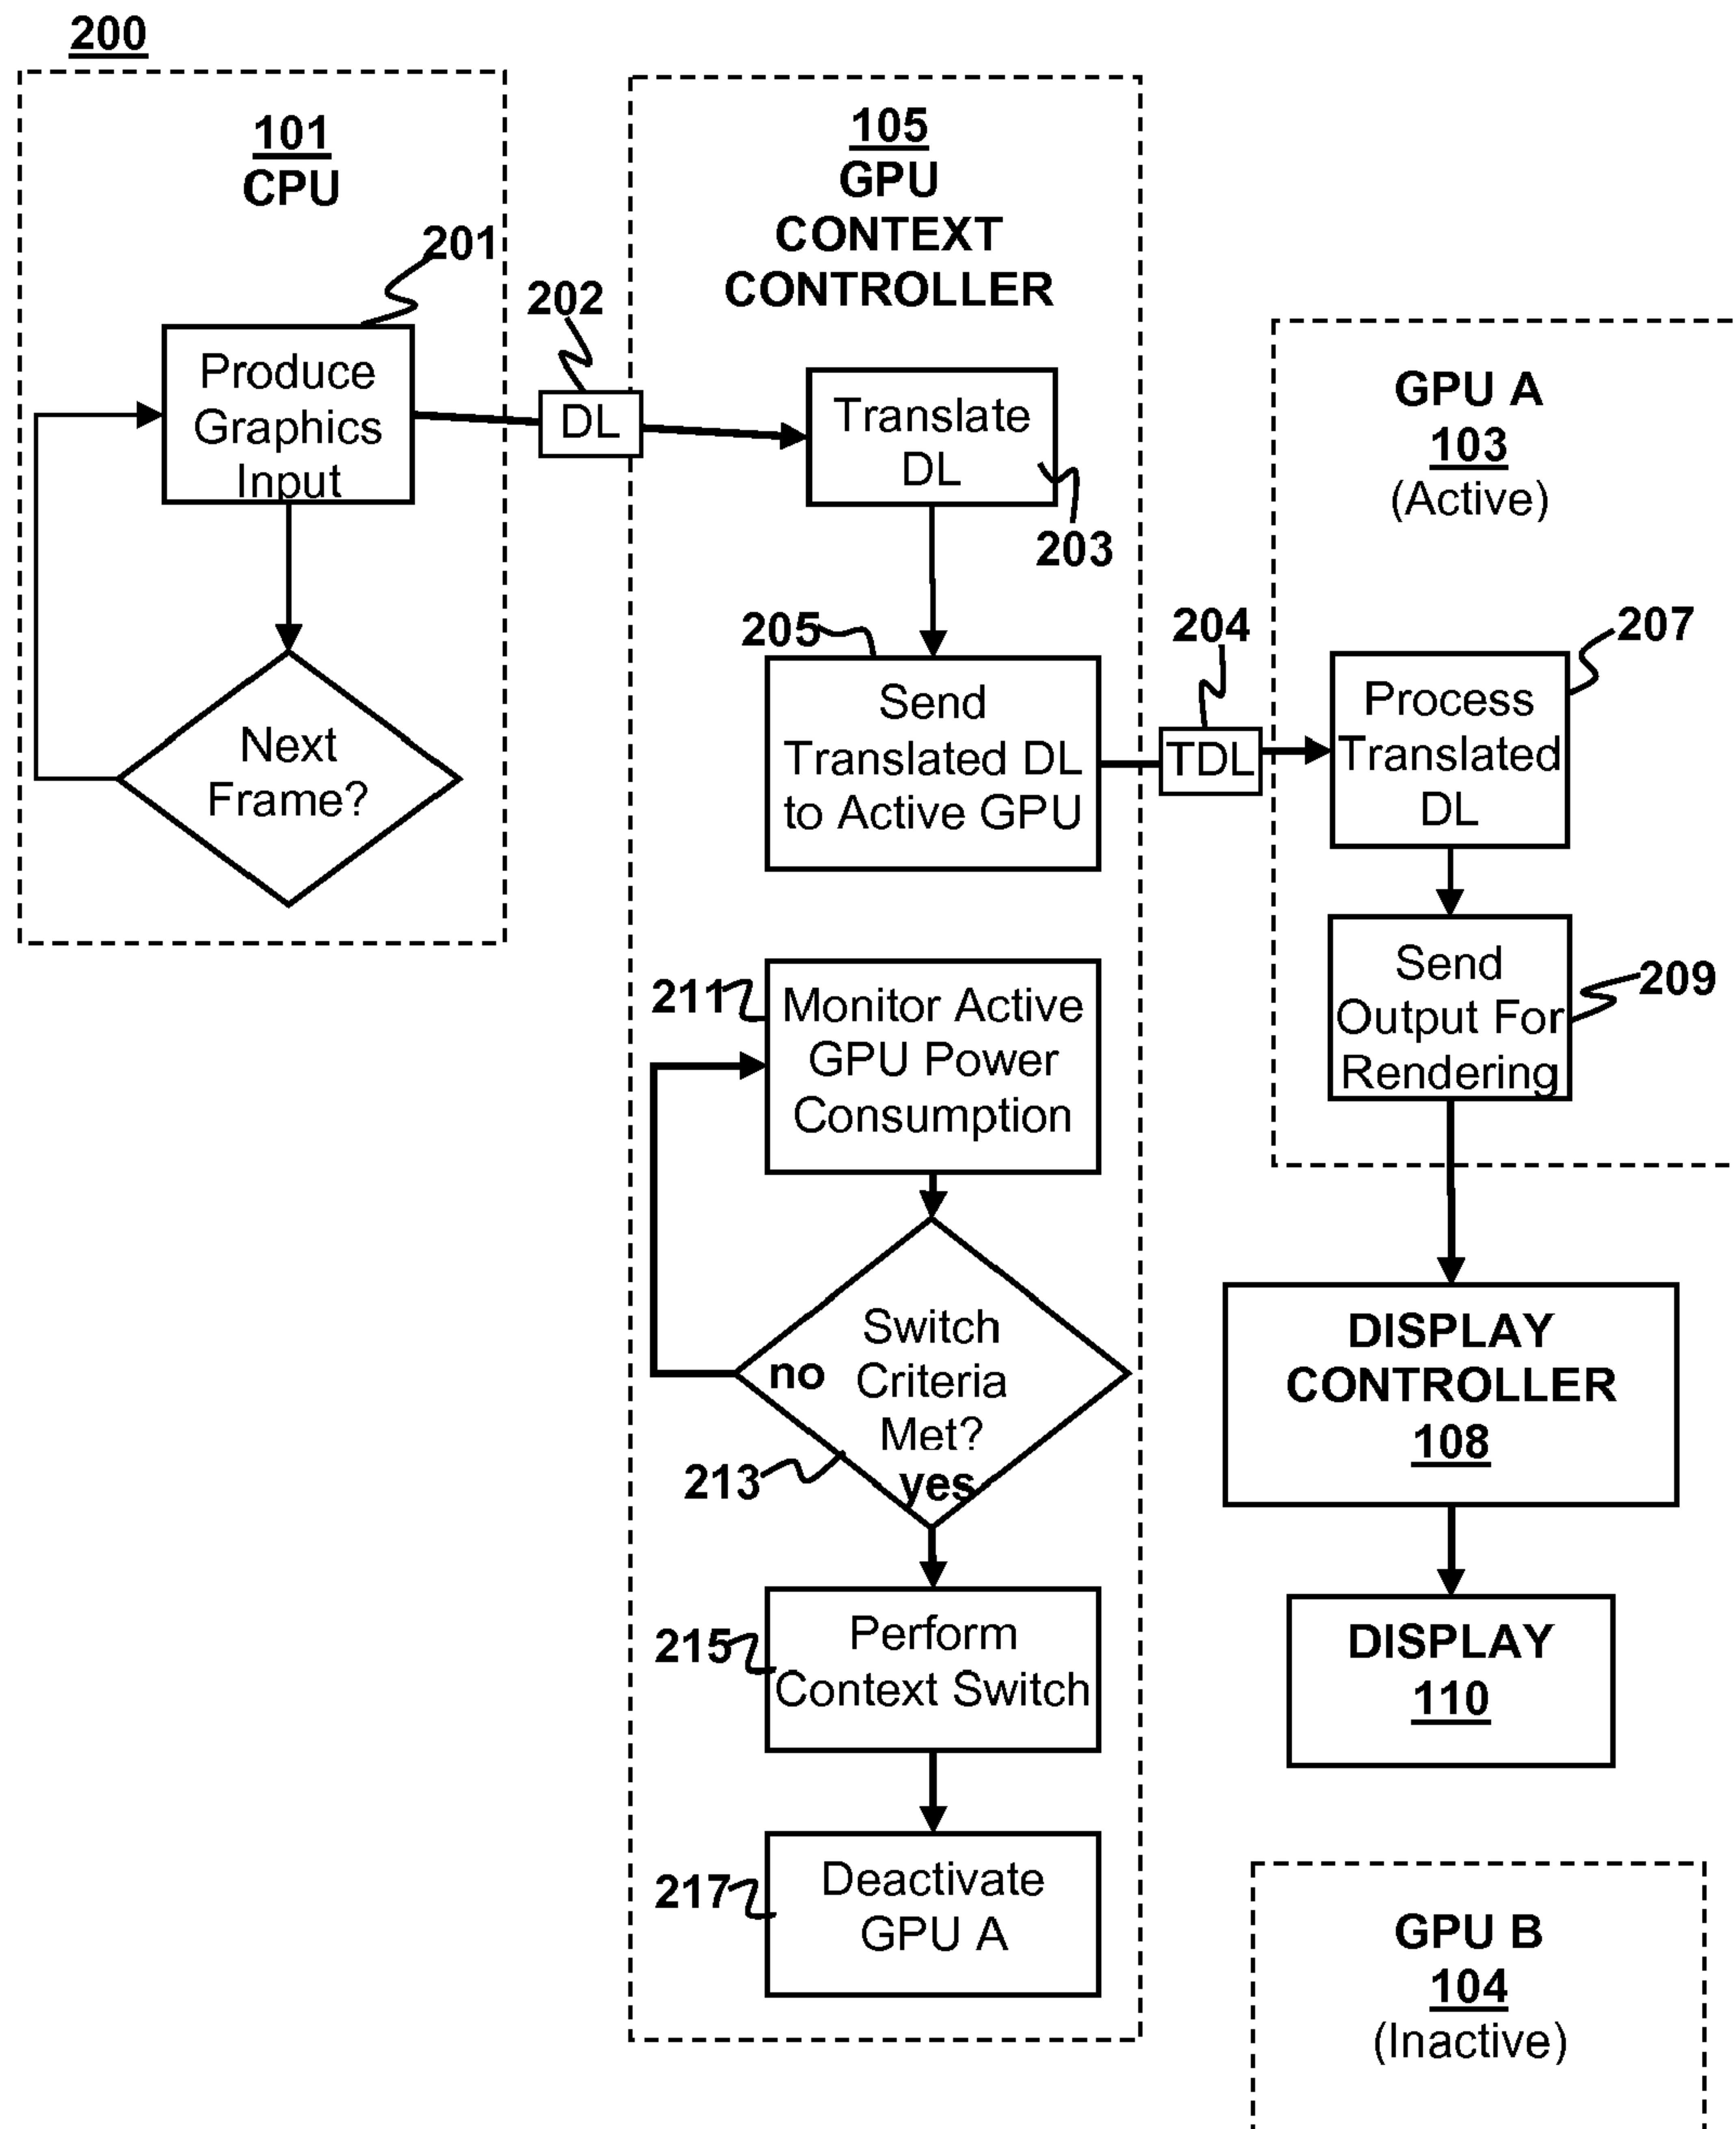 200
101
CPU
201
Produce
Graphics
Input
Next
Frame?
202
DL
105
GPU
CONTEXT
CONTROLLER
Translate
DL
203
205
Send
Translated DL
to Active GPU
204
TDL
GPU A
103
(Active)
207
Process
Translated
DL
Send
Output For
Rendering
209
211
Monitor Active
GPU Power
Consumption
Switch
Criteria
Met?
no
yes
213
215
Perform
Context Switch
217
Deactivate
GPU A
DISPLAY
CONTROLLER
108
DISPLAY
110
GPU B
104
(Inactive)